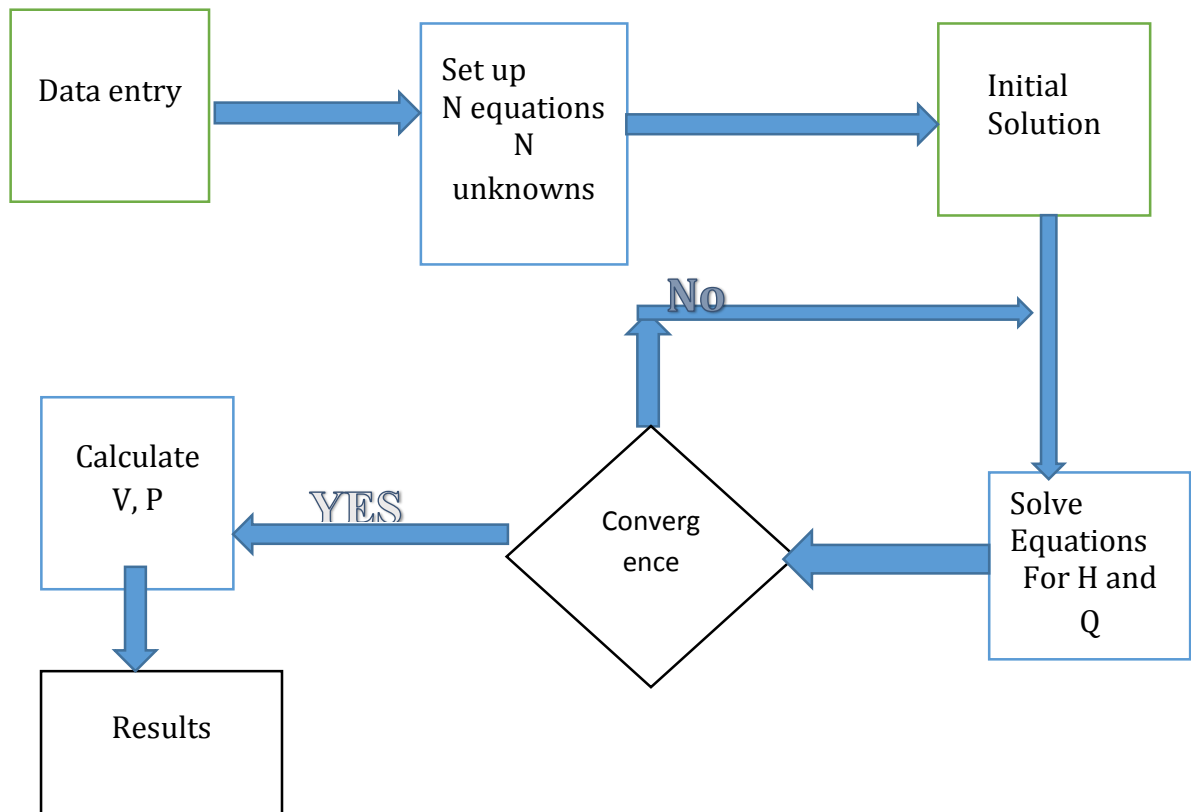 Data entry
Set up
N equations
N
unknowns
Initial
Solution
No
Calculate
V, P
YES
Converg
ence
Solve
Equations
For H and
Q
Results